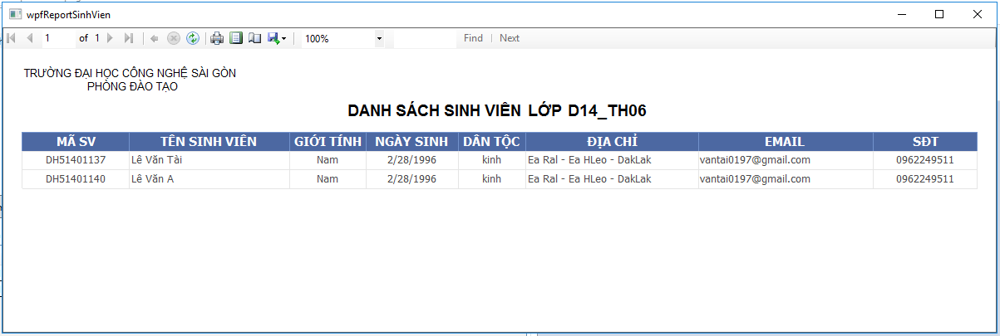 wpfReportSinhVien
1 of 1 100% Find | Next
TRƯỜNG ĐẠI HỌC CÔNG NGHỆ SÀI GÒN
PHÒNG ĐÀO TẠO
DANH SÁCH SINH VIÊN LỚP D14_TH06
MÃ SV TÊN SINH VIÊN GIỚI TÍNH NGÀY SINH DÂN TỘC ĐỊA CHỈ EMAIL SĐT
DH51401137 Lê Văn Tài Nam 2/28/1996 kinh Ea Ral - Ea HLeo - DakLak vantai0197@gmail.com 0962249511
DH51401140 Lê Văn A Nam 2/28/1996 kinh Ea Ral - Ea HLeo - DakLak vantai0197@gmail.com 0962249511